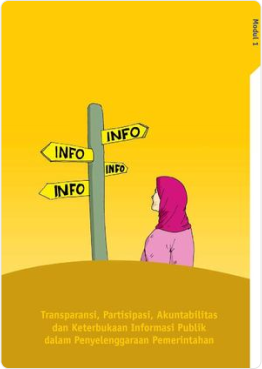 Modul 1
INFO
INFO
INFO
INFO
Transparansi, Partisipasi, Akuntabilitas
dan Keterbukaan Informasi Publik
dalam Penyelenggaraan Pemerintahan